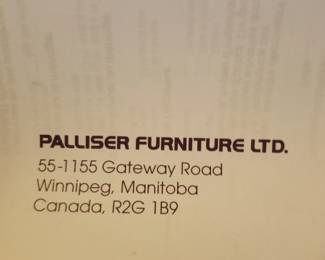 PALLISER FURNITURE LTD.
55-1155 Gateway Road
Winnipeg, Manitoba
Canada, R2G 1B9